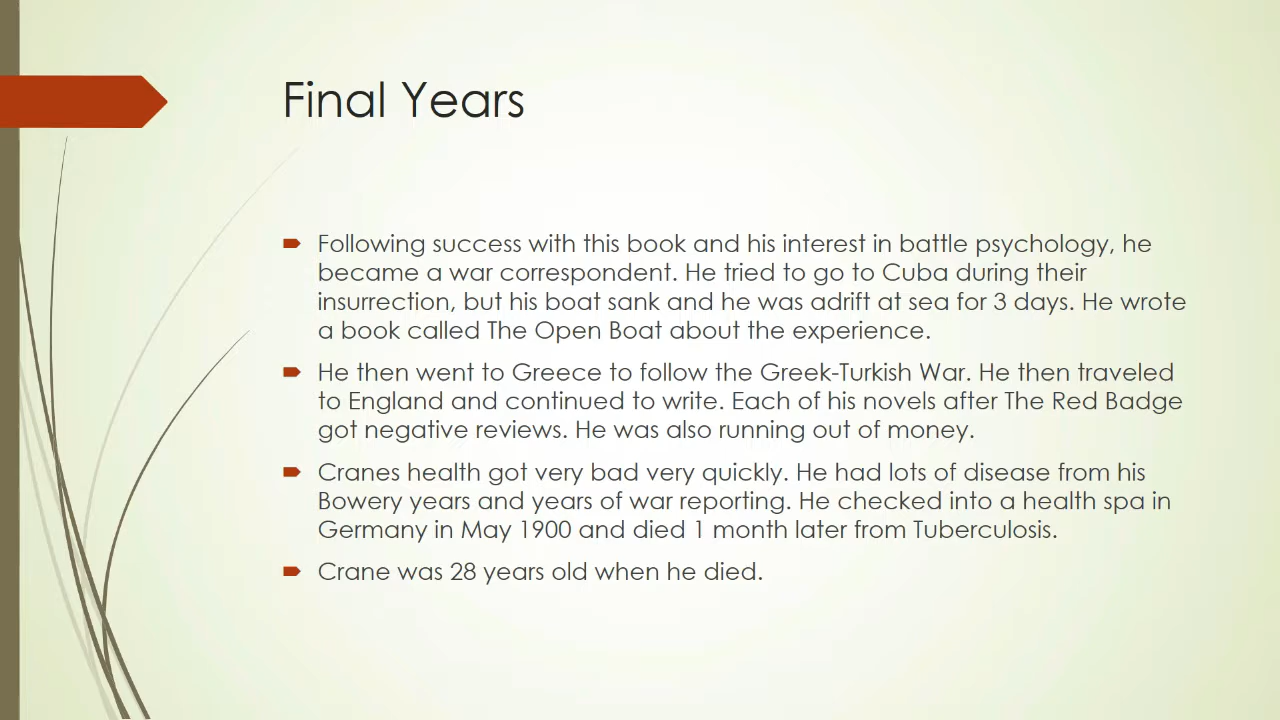 Final Years
Following success with this book and his interest in battle psychology, he
became a war correspondent. He tried to go to Cuba during their
insurrection, but his boat sank and he was adrift at sea for 3 days. He wrote
a book called The Open Boat about the experience.
He then went to Greece to follow the Greek-Turkish War. He then traveled
to England and continued to write. Each of his novels after The Red Badge
got negative reviews. He was also running out of money.
Cranes health got very bad very quickly. He had lots of disease from his
Bowery years and years of war reporting. He checked into a health spa in
Germany in May 1900 and died 1 month later from Tuberculosis.
Crane was 28 years old when he died.